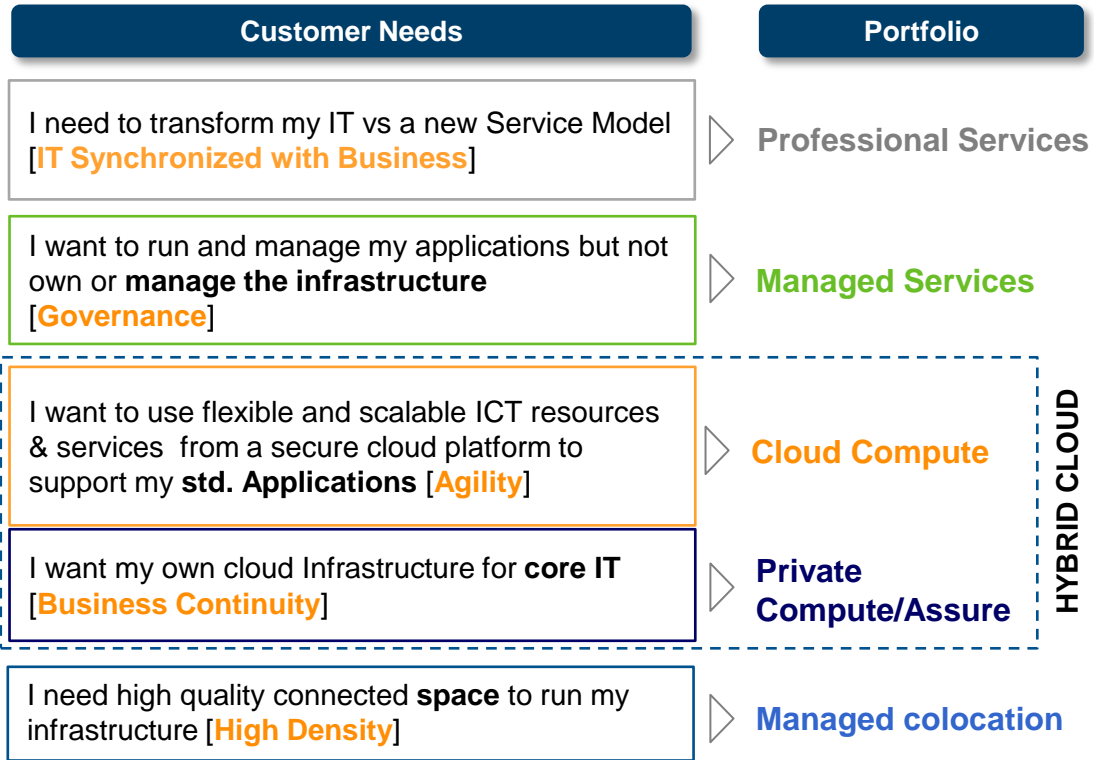 Customer Needs
Portfolio
I need to transform my IT vs a new Service Model
[IT Synchronized with Business]
Professional Services
I want to run and manage my applications but not
own or manage the infrastructure
[Governance]
Managed Services
I want to use flexible and scalable ICT resources
& services from a secure cloud platform to
support my std. Applications [Agility]
Cloud Compute
I want my own cloud Infrastructure for core IT
[Business Continuity]
Private
Compute/Assure
HYBRID CLOUD
I need high quality connected space to run my
infrastructure [High Density]
Managed colocation